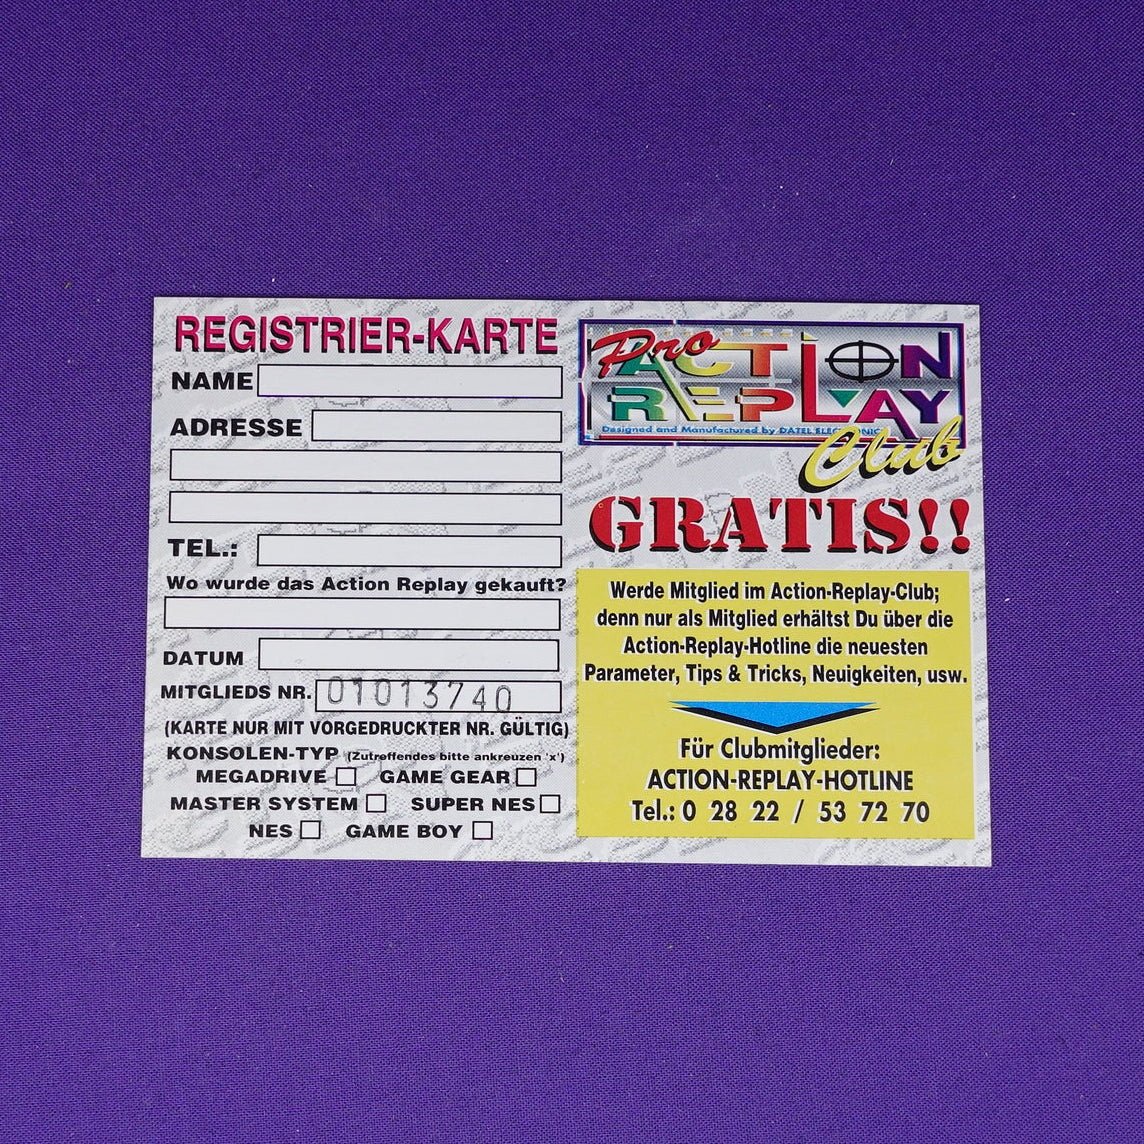 REGISTRIER-KARTE
NAME
ADRESSE
TEL.:
Wo wurde das Action Replay gekauft?
DATUM
MITGLIEDS NR. 01013740
(KARTE NUR MIT VORGEDRUCKTER NR. GÜLTIG)
KONSOLEN-TYP (Zutreffendes bitte ankreuzen 'x')
MEGADRIVE GAME GEAR
MASTER SYSTEM SUPER NES
NES GAME BOY
Pro ACTION
REPLAY
Designed and Manufactured by DATEL ELECTRONICS
Club
GRATIS!!
Werde Mitglied im Action-Replay-Club;
denn nur als Mitglied erhältst Du über die
Action-Replay-Hotline die neuesten
Parameter, Tips & Tricks, Neuigkeiten, usw.
Für Clubmitglieder:
ACTION-REPLAY-HOTLINE
Tel.: 0 28 22 / 53 72 70